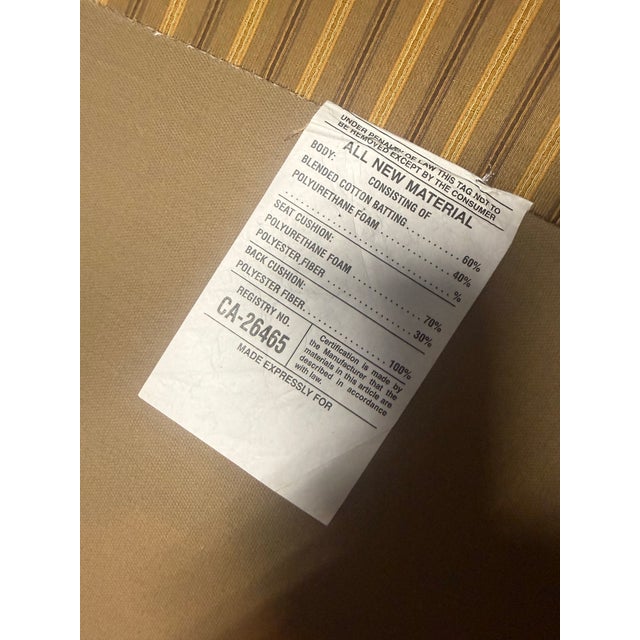 UNDER PENALTY OF LAW THIS TAG NOT TO
BE REMOVED EXCEPT BY THE CONSUMER
ALL NEW MATERIAL
CONSISTING OF
BODY:
BLENDED COTTON BATTING . . . . . . . . . . 60%
POLYURETHANE FOAM . . . . . . . . . . 40%
. . . . . . . . . . %
SEAT CUSHION:
POLYURETHANE FOAM . . . . . . . . . . 70%
POLYESTER FIBER . . . . . . . . . . 30%
BACK CUSHION:
POLYESTER FIBER . . . . . . . . . . 100%
REGISTRY NO.
CA-26465
Certification is made by
the Manufacturer that the
materials in this article are
described in accordance
with law.
MADE EXPRESSLY FOR